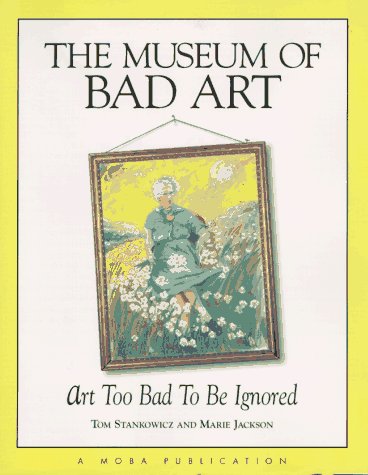 THE MUSEUM OF
BAD ART
Art Too Bad To Be Ignored
TOM STANKOWICZ AND MARIE JACKSON
A MOBA PUBLICATION